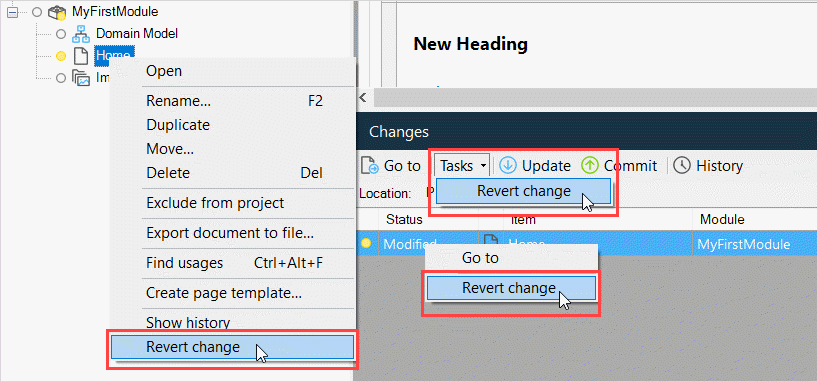 MyFirstModule
Domain Model
Home
Im
Open
Rename... F2
Duplicate
Move...
Delete Del
Exclude from project
Export document to file...
Find usages Ctrl+Alt+F
Create page template...
Show history
Revert change
New Heading
Changes
Go to Tasks Update Commit History
Revert change
Location:
Status Item Module
Modified Home MyFirstModule
Go to
Revert change